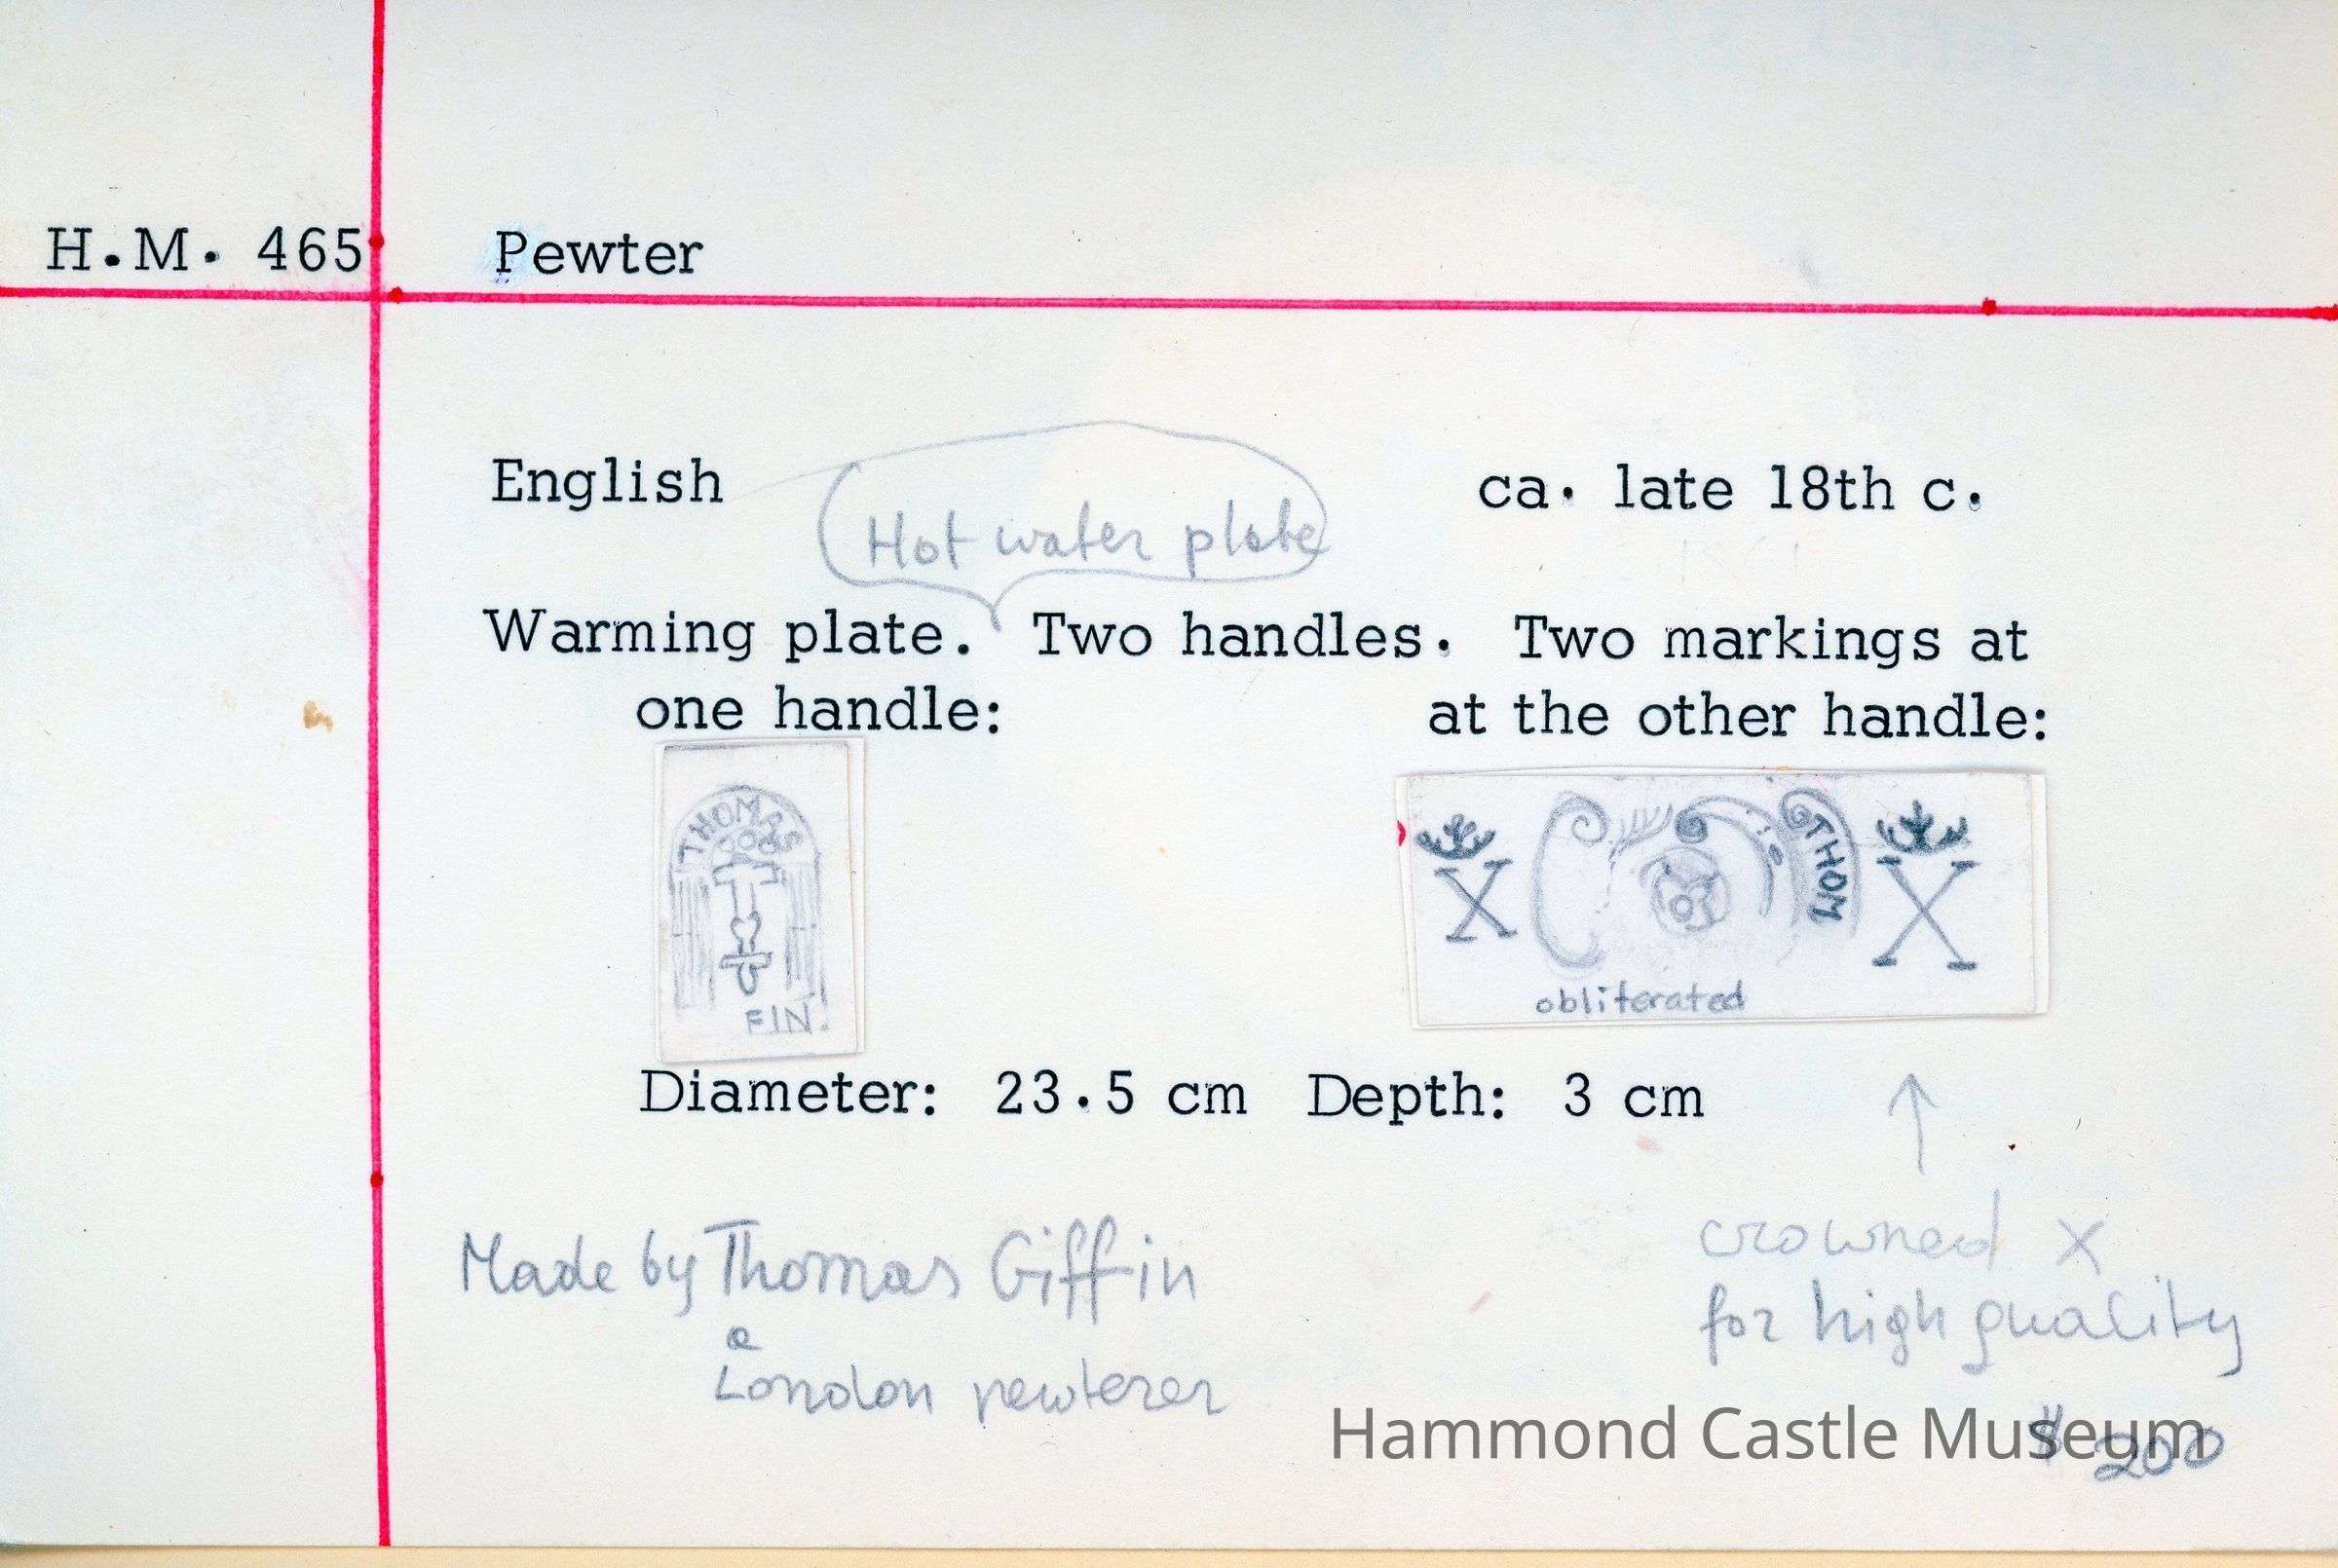 H.M. 465 Pewter
English ca. late 18th c.
Hot water plate
Warming plate. Two handles. Two markings at
one handle: at the other handle:
THOMAS
FIN.
X THOM X
obliterated
Diameter: 23.5 cm Depth: 3 cm
Made by Thomas Giffin
a
London pewterer
crowned X
for high quality
$ 200
Hammond Castle Museum